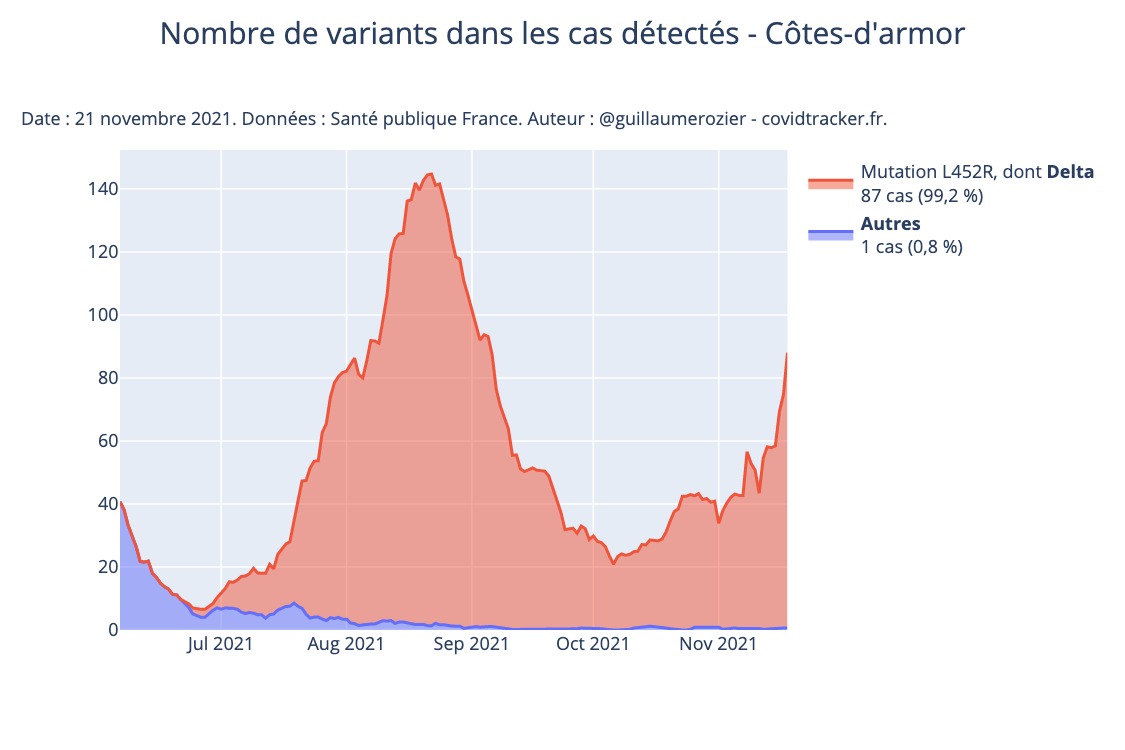 Nombre de variants dans les cas détectés - Côtes-d'armor
Date : 21 novembre 2021. Données : Santé publique France. Auteur : @guillaumerozier - covidtracker.fr.
Mutation L452R, dont Delta
87 cas (99,2 %)
Autres
1 cas (0,8 %)
140
120
100
80
60
40
20
0
Jul 2021 Aug 2021 Sep 2021 Oct 2021 Nov 2021